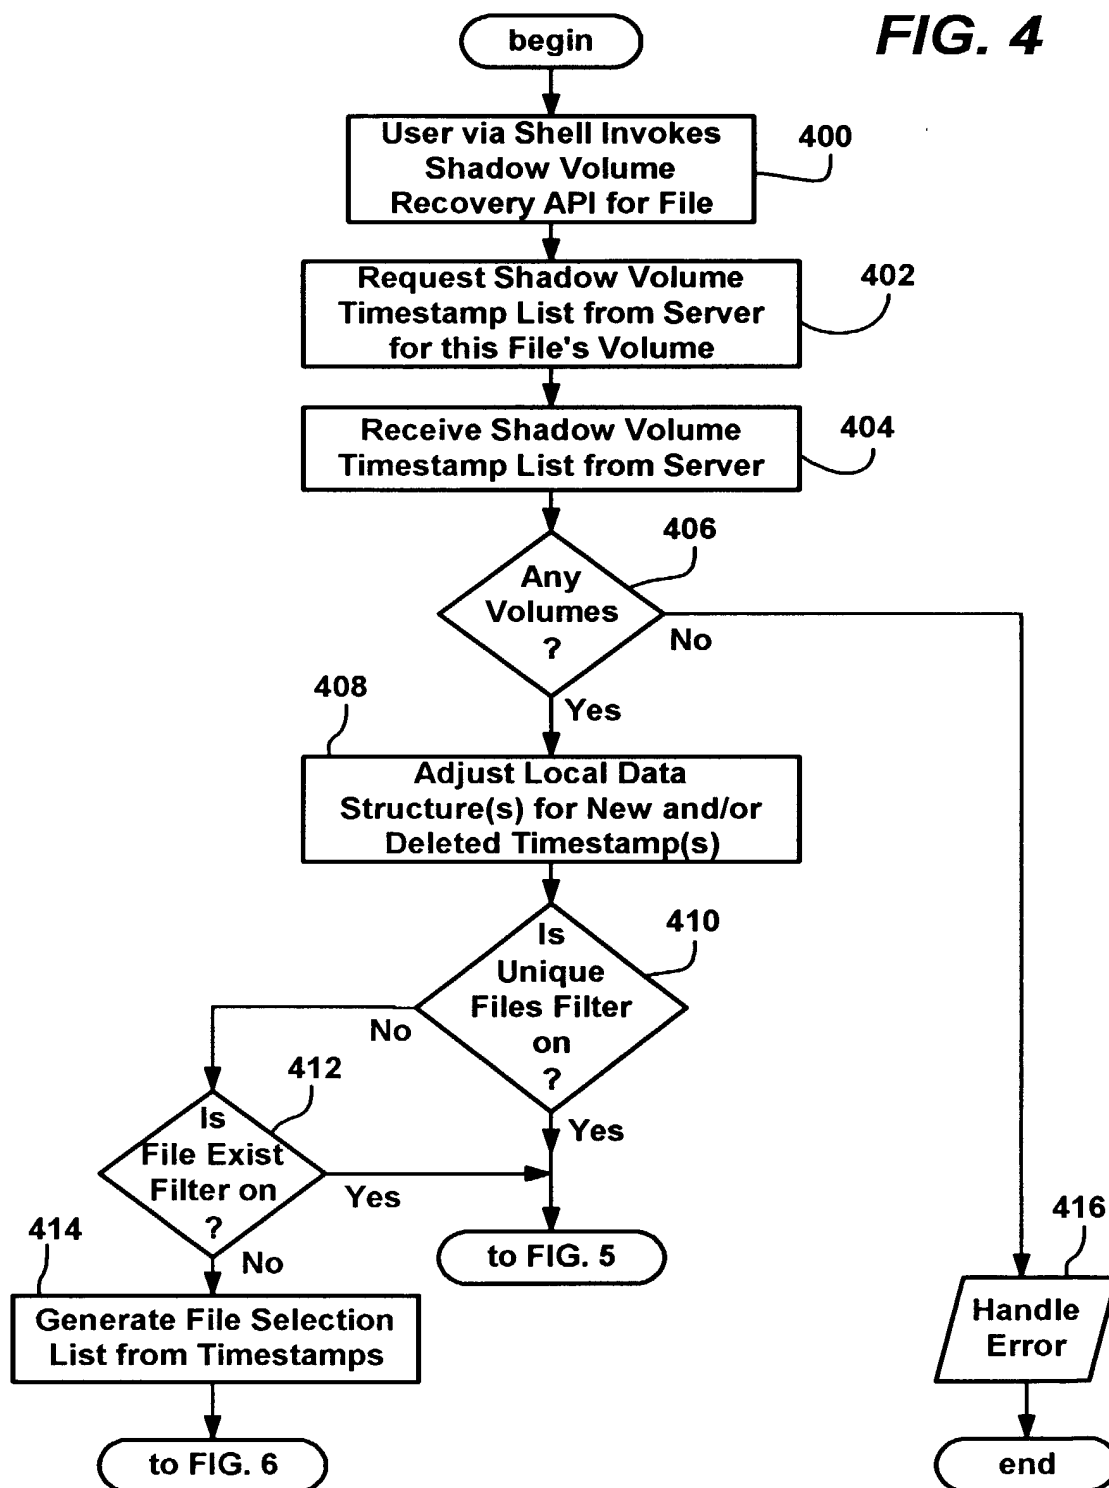 FIG. 4
begin
User via Shell Invokes
Shadow Volume
Recovery API for File
400
Request Shadow Volume
Timestamp List from Server
for this File's Volume
402
Receive Shadow Volume
Timestamp List from Server
404
406
Any
Volumes
?
No
Yes
408
Adjust Local Data
Structure(s) for New and/or
Deleted Timestamp(s)
410
Is
Unique
Files Filter
on
?
No
Yes
412
Is
File Exist
Filter on
?
Yes
No
to FIG. 5
414
Generate File Selection
List from Timestamps
to FIG. 6
416
Handle
Error
end